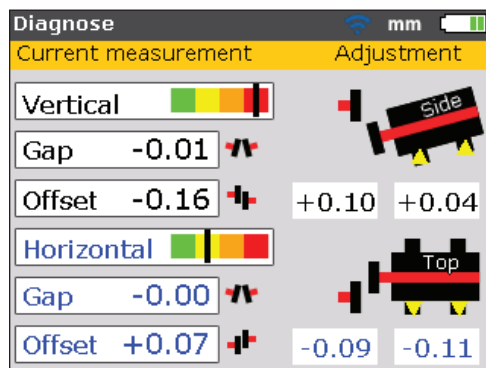 Diagnose mm
Current measurement Adjustment
Vertical Side
Gap -0.01
Offset -0.16 +0.10 +0.04
Horizontal Top
Gap -0.00
Offset +0.07 -0.09 -0.11